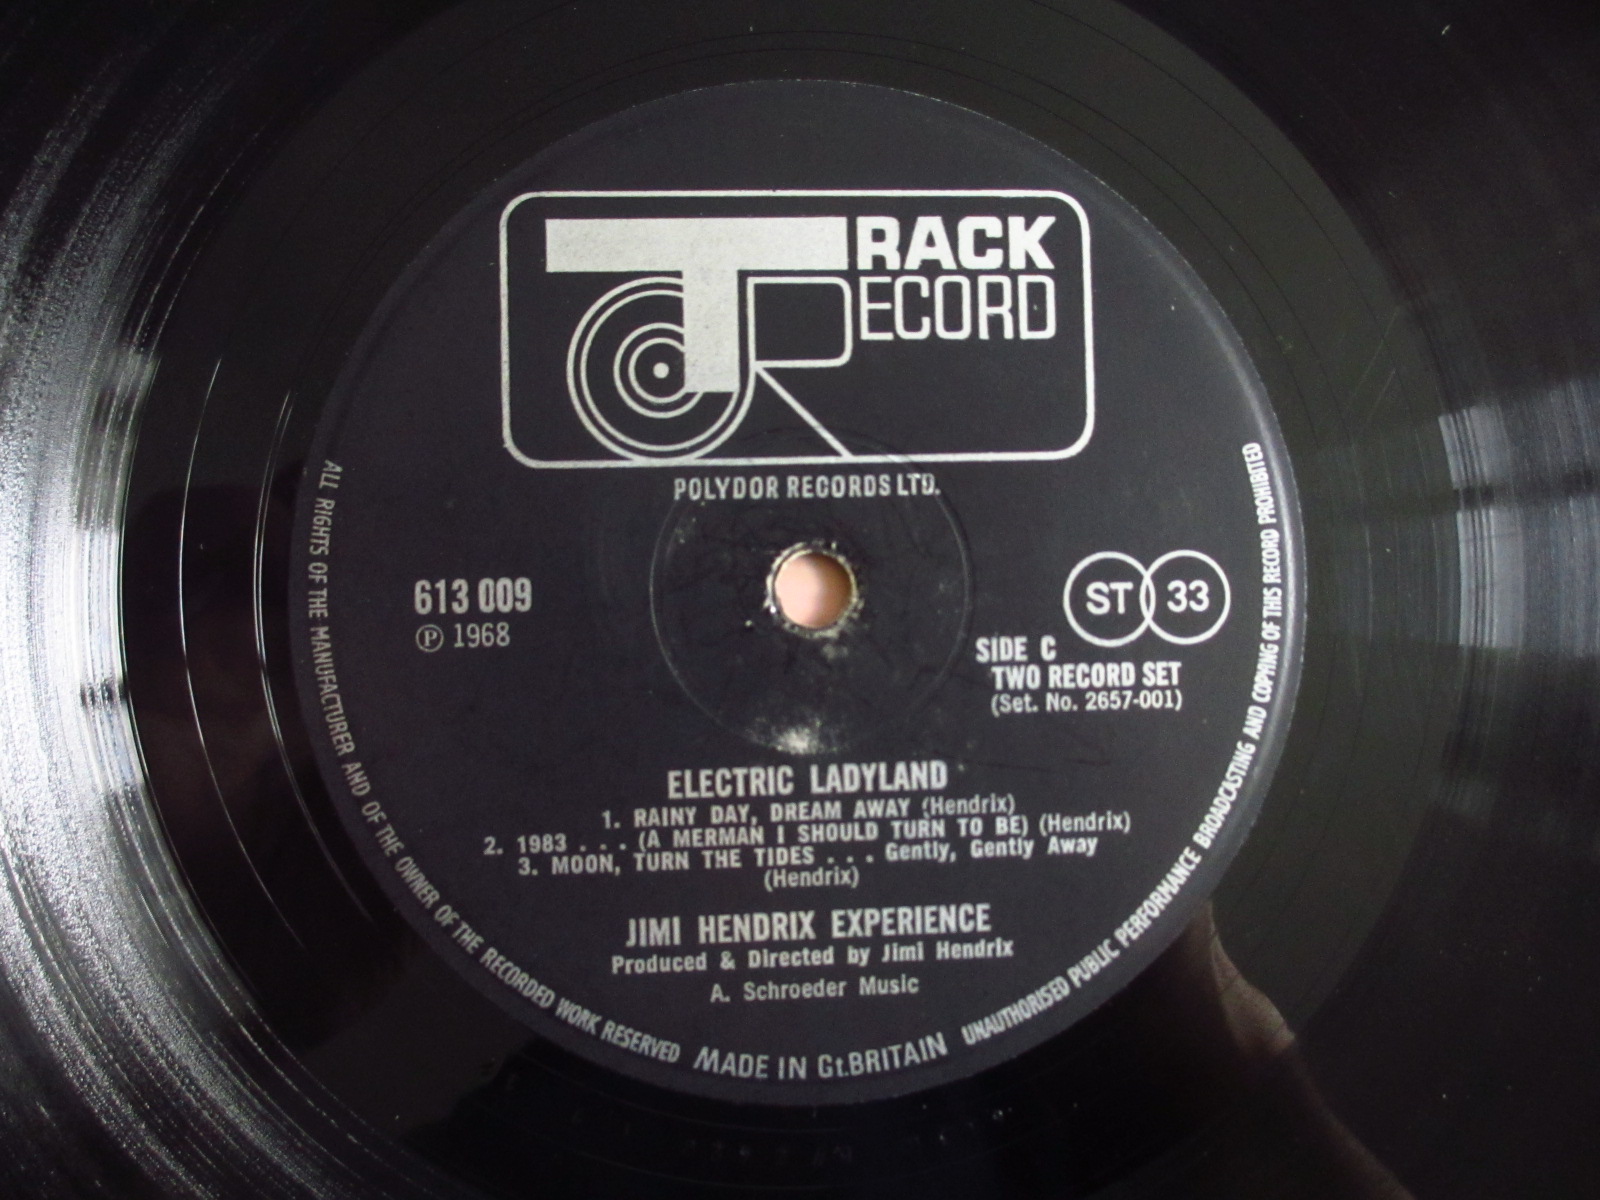 TRACK
RECORD
POLYDOR RECORDS LTD.
613 009
℗ 1968
ST 33
SIDE C
TWO RECORD SET
(Set. No. 2657-001)
ELECTRIC LADYLAND
1. RAINY DAY, DREAM AWAY (Hendrix)
2. 1983 . . . (A MERMAN I SHOULD TURN TO BE) (Hendrix)
3. MOON, TURN THE TIDES . . . Gently, Gently Away
(Hendrix)
JIMI HENDRIX EXPERIENCE
Produced & Directed by Jimi Hendrix
A. Schroeder Music
ALL RIGHTS OF THE MANUFACTURER AND OF THE OWNER OF THE RECORDED WORK RESERVED MADE IN Gt.BRITAIN UNAUTHORISED PUBLIC PERFORMANCE BROADCASTING AND COPYING OF THIS RECORD PROHIBITED